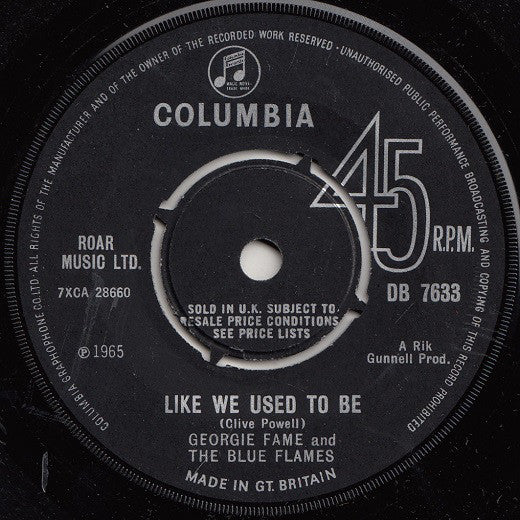 COLUMBIA GRAPHOPHONE CO. LTD· ALL RIGHTS OF THE MANUFACTURER AND OF THE OWNER OF THE RECORDED WORK RESERVED · UNAUTHORISED PUBLIC PERFORMANCE BROADCASTING AND COPYING OF THIS RECORD PROHIBITED
COLUMBIA
45
R.P.M.
ROAR
MUSIC LTD.
7XCA 28660
℗ 1965
SOLD IN U.K. SUBJECT TO
RESALE PRICE CONDITIONS,
SEE PRICE LISTS
DB 7633
A Rik
Gunnell Prod.
LIKE WE USED TO BE
(Clive Powell)
GEORGIE FAME and
THE BLUE FLAMES
MADE IN GT. BRITAIN